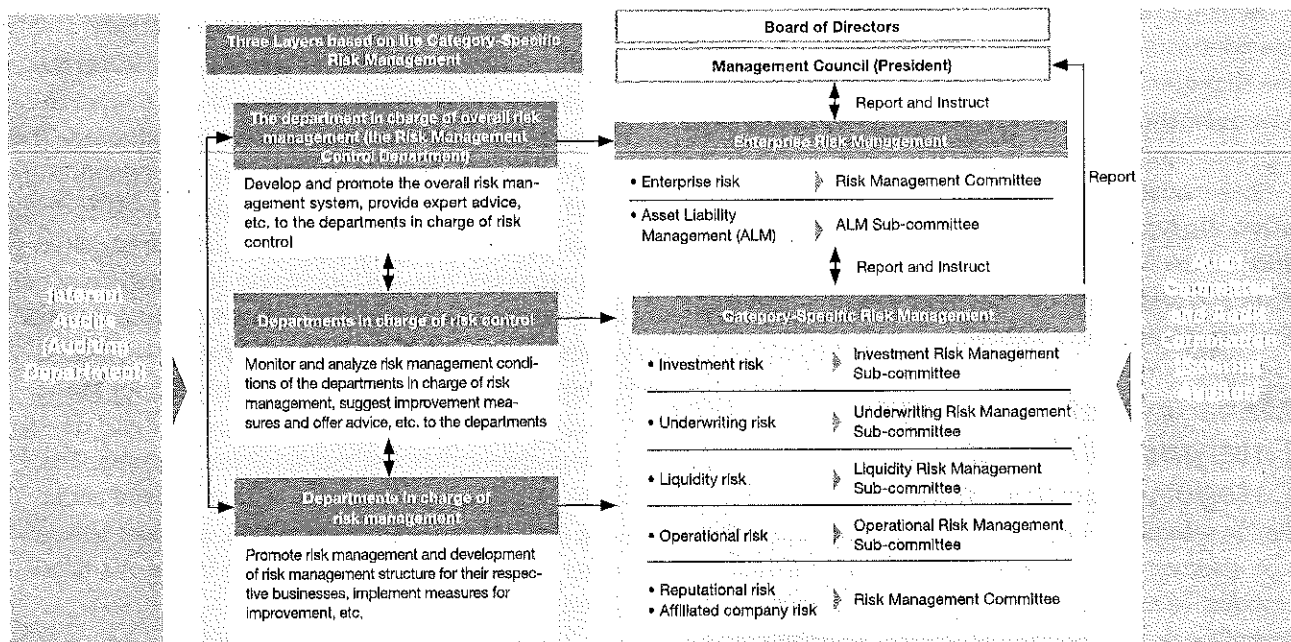 Three Layers based on the Category-Specific
Risk Management
Board of Directors
Management Council (President)
Report and Instruct
The department in charge of overall risk
management (the Risk Management
Control Department)
Develop and promote the overall risk man-
agement system, provide expert advice,
etc. to the departments in charge of risk
control
Enterprise Risk Management
• Enterprise risk
Risk Management Committee
• Asset Liability
Management (ALM)
ALM Sub-committee
Report
Report and Instruct
Internal
Audits
(Auditing
Department)
Departments in charge of risk control
Monitor and analyze risk management condi-
tions of the departments in charge of risk
management, suggest improvement mea-
sures and offer advice, etc. to the departments
Departments in charge of
risk management
Promote risk management and development
of risk management structure for their respec-
tive businesses, implement measures for
improvement, etc.
Category-Specific Risk Management
• Investment risk
Investment Risk Management
Sub-committee
• Underwriting risk
Underwriting Risk Management
Sub-committee
• Liquidity risk
Liquidity Risk Management
Sub-committee
• Operational risk
Operational Risk Management
Sub-committee
• Reputational risk
• Affiliated company risk
Risk Management Committee